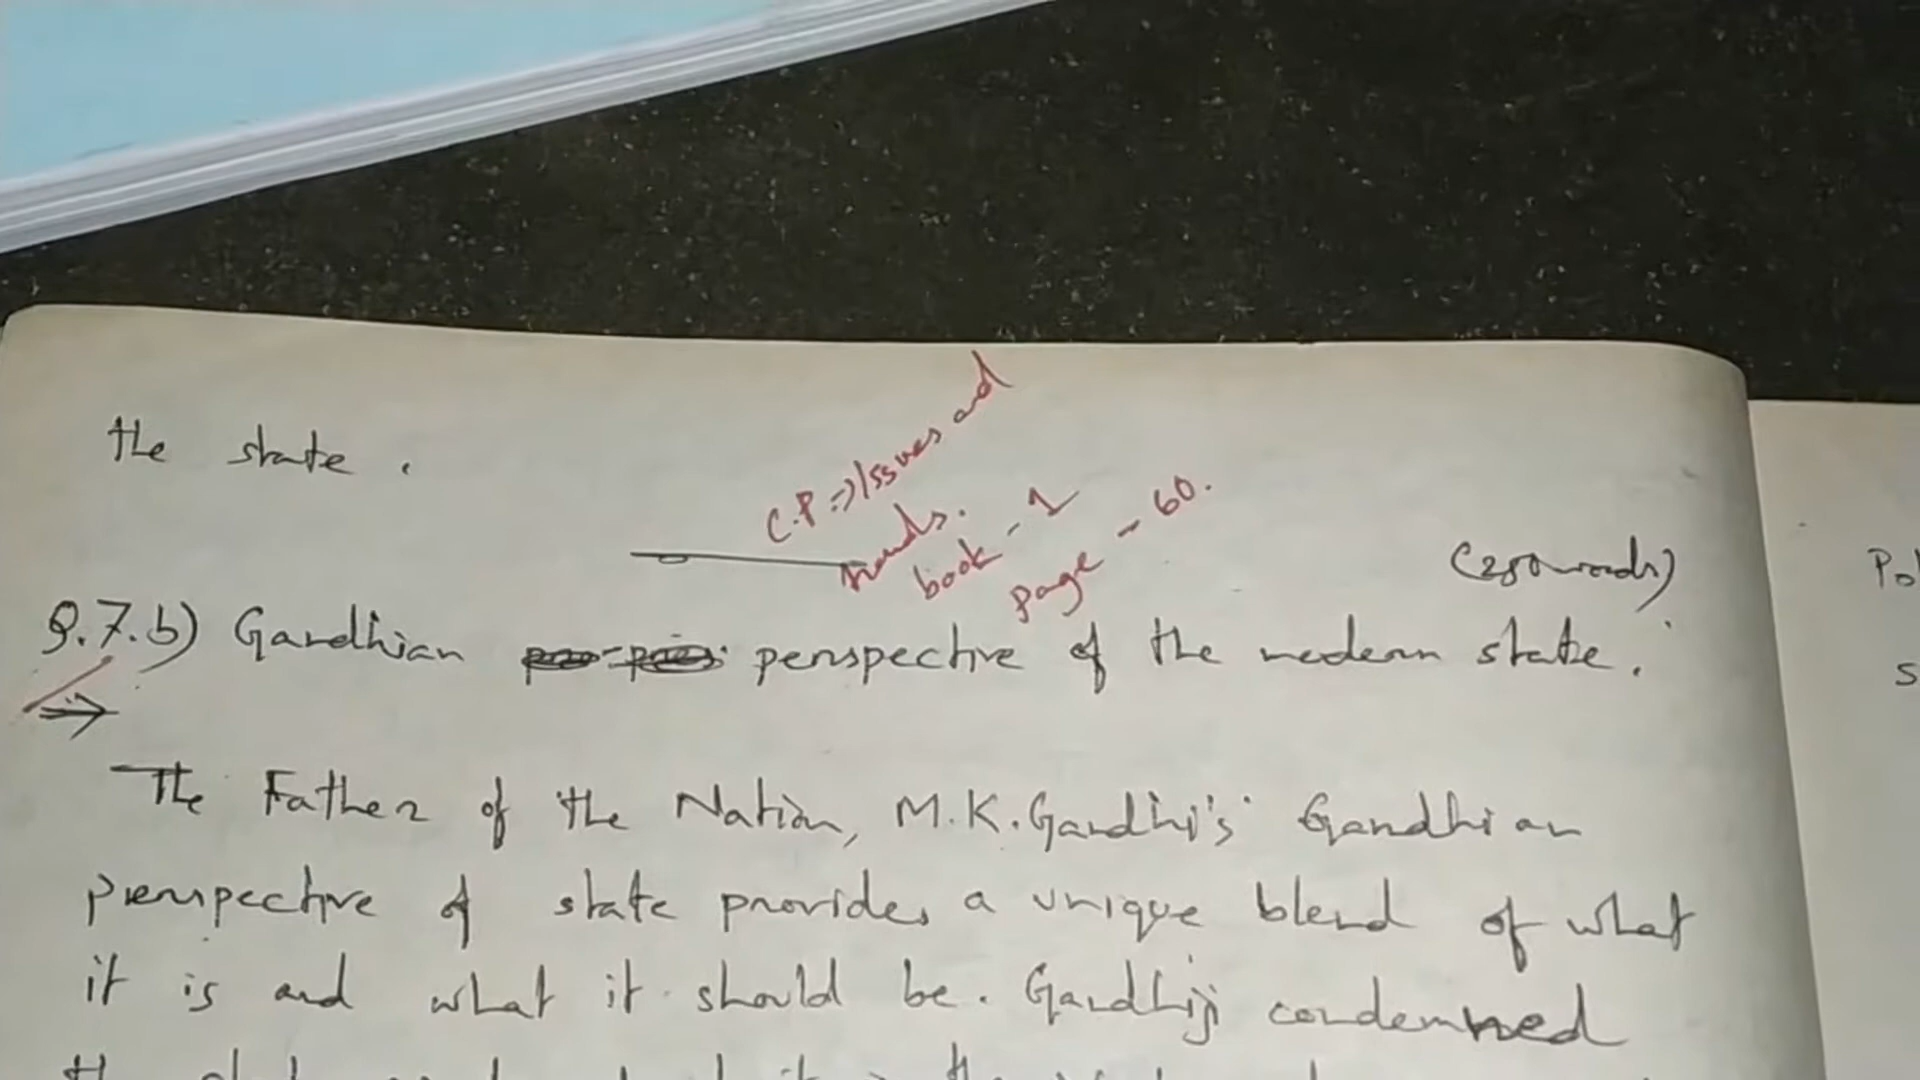 the state.
C.P => Issues and
trends.
book - 1
page - 60.
(250 words)
Q.7.b) Gandhian perspective of the modern state.
=>
The Father of the Nation, M.K.Gandhi's Gandhian
perspective of state provides a unique blend of what
it is and what it should be. Gandhiji condemned